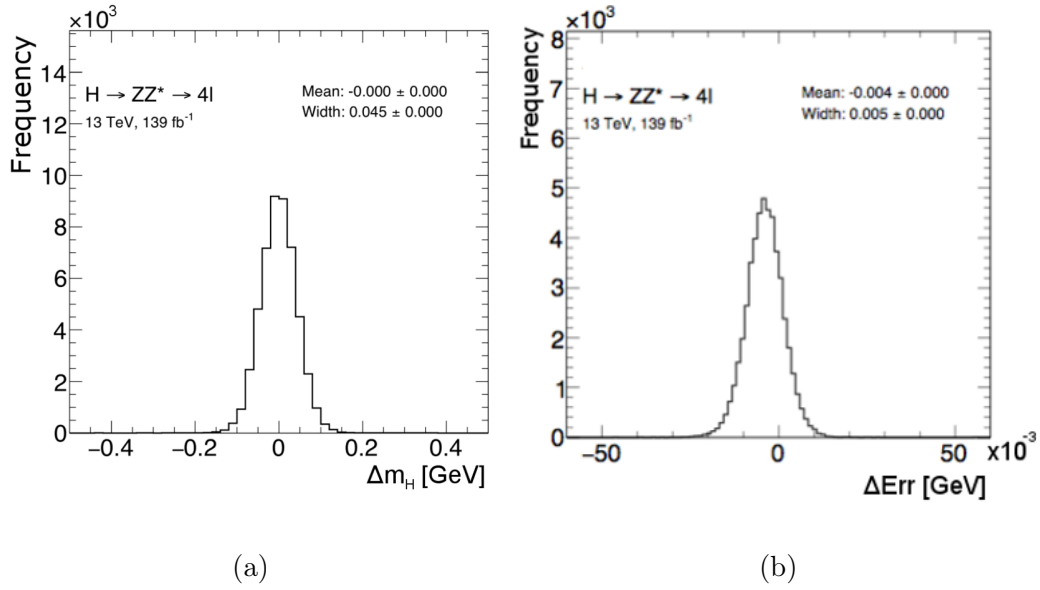 ×10³
Frequency
14
12
10
8
6
4
2
0
H → ZZ* → 4l
13 TeV, 139 fb⁻¹
Mean: -0.000 ± 0.000
Width: 0.045 ± 0.000
−0.4 −0.2 0 0.2 0.4
Δm_H [GeV]
(a)
×10³
Frequency
8
7
6
5
4
3
2
1
0
H → ZZ* → 4l
13 TeV, 139 fb⁻¹
Mean: -0.004 ± 0.000
Width: 0.005 ± 0.000
−50 0 50 ×10⁻³
ΔErr [GeV]
(b)